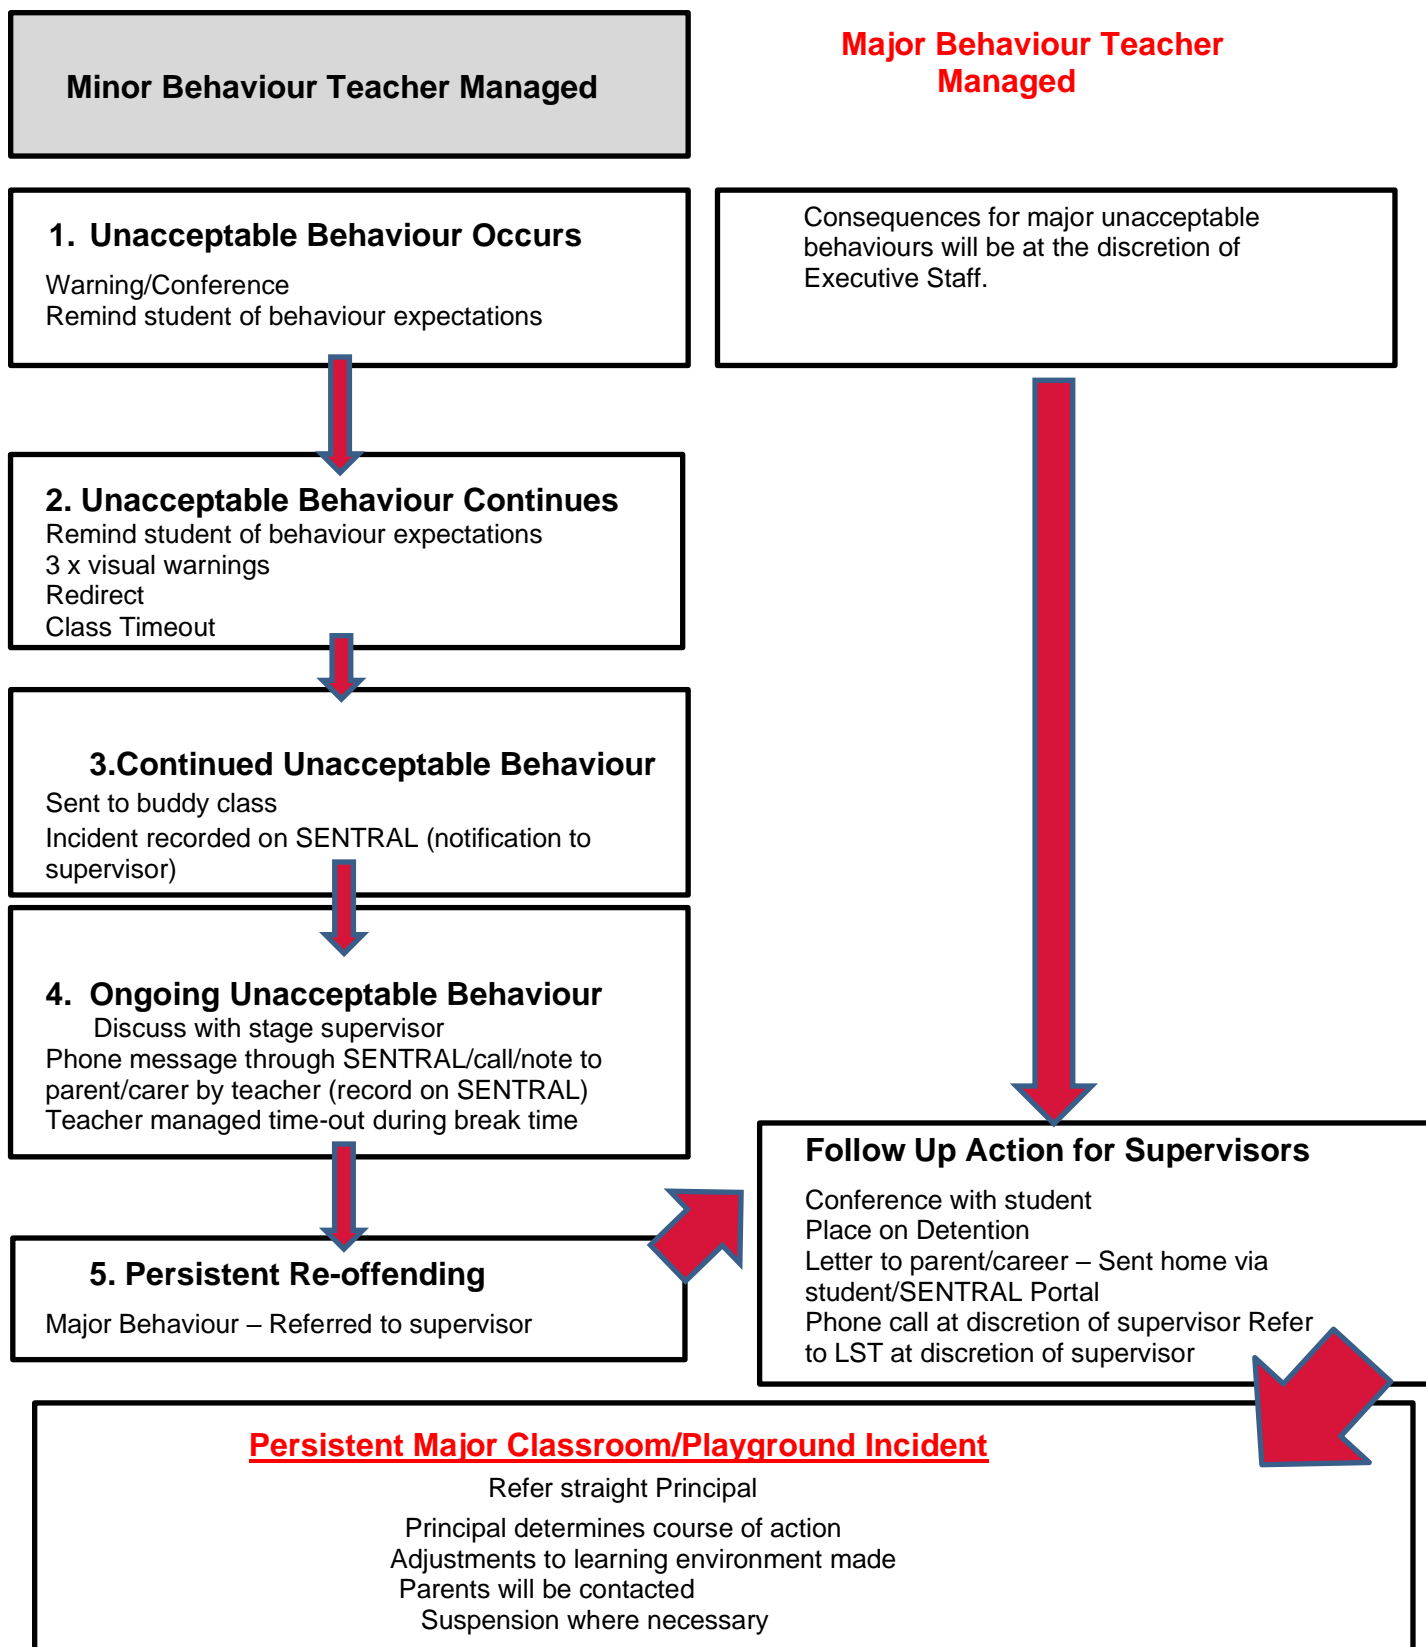 Minor Behaviour Teacher Managed
Major Behaviour Teacher
Managed
1. Unacceptable Behaviour Occurs
Warning/Conference
Remind student of behaviour expectations
Consequences for major unacceptable
behaviours will be at the discretion of
Executive Staff.
2. Unacceptable Behaviour Continues
Remind student of behaviour expectations
3 x visual warnings
Redirect
Class Timeout
3.Continued Unacceptable Behaviour
Sent to buddy class
Incident recorded on SENTRAL (notification to
supervisor)
4. Ongoing Unacceptable Behaviour
Discuss with stage supervisor
Phone message through SENTRAL/call/note to
parent/carer by teacher (record on SENTRAL)
Teacher managed time-out during break time
5. Persistent Re-offending
Major Behaviour – Referred to supervisor
Follow Up Action for Supervisors
Conference with student
Place on Detention
Letter to parent/career – Sent home via
student/SENTRAL Portal
Phone call at discretion of supervisor Refer
to LST at discretion of supervisor
Persistent Major Classroom/Playground Incident
Refer straight Principal
Principal determines course of action
Adjustments to learning environment made
Parents will be contacted
Suspension where necessary